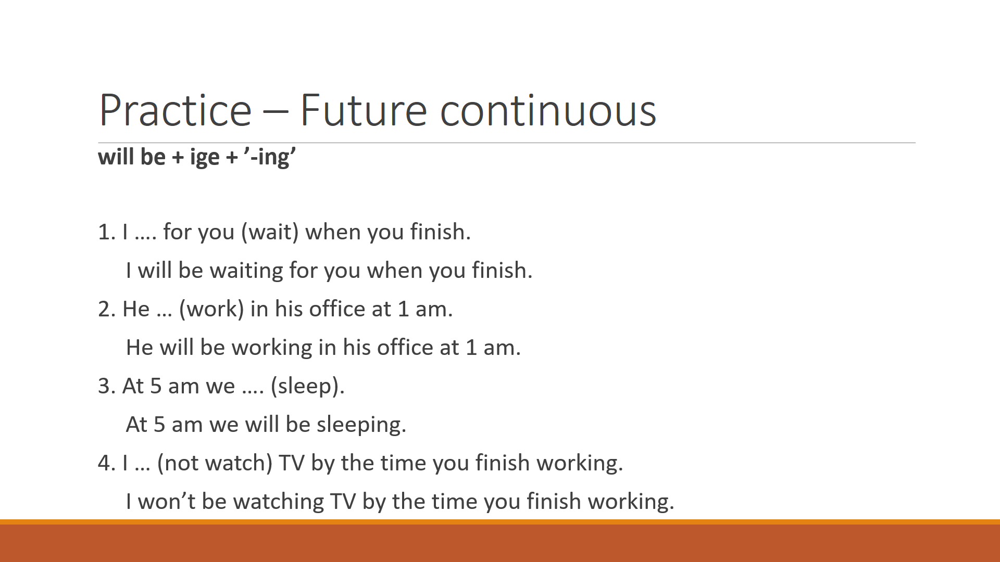 Practice – Future continuous
will be + ige + ’-ing’
1. I …. for you (wait) when you finish.
I will be waiting for you when you finish.
2. He … (work) in his office at 1 am.
He will be working in his office at 1 am.
3. At 5 am we …. (sleep).
At 5 am we will be sleeping.
4. I … (not watch) TV by the time you finish working.
I won’t be watching TV by the time you finish working.